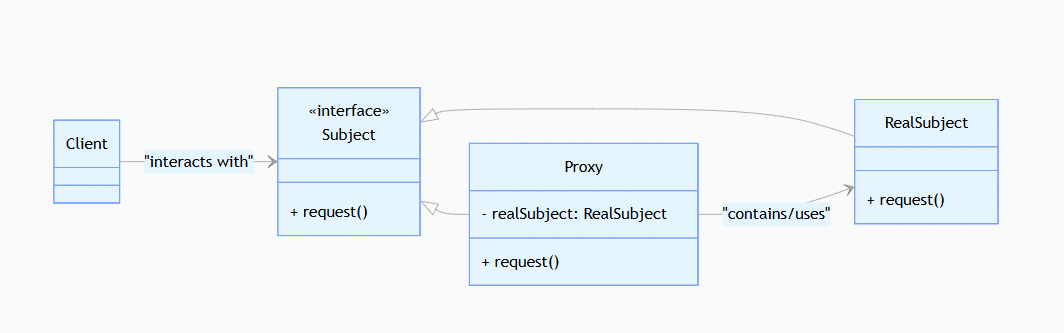 Client
"interacts with"
«interface»
Subject
+ request()
Proxy
- realSubject: RealSubject
+ request()
"contains/uses"
RealSubject
+ request()